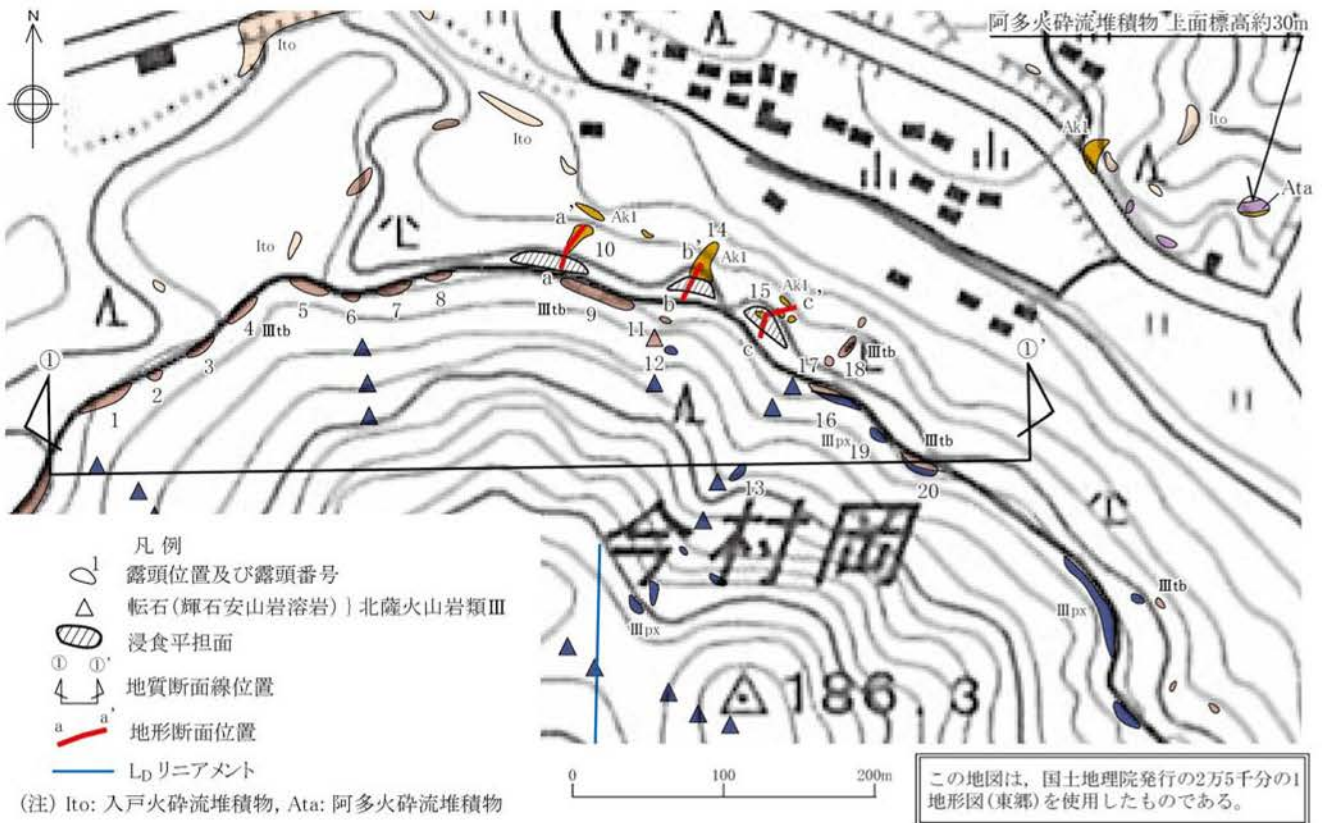 N
阿多火砕流堆積物 上面標高約30m
Ito
Ito
Ak1
Ito
Ata
Ito
a'
Ak1
10
14
b'
Ak1
a
b
15
Ak1
c'
c
Ⅲtb
18
17
8
7
6
5
Ⅲtb
9
11
12
4
Ⅲtb
3
2
1
①
①'
16
Ⅲpx
19
Ⅲtb
20
13
今村岡
Ⅲpx
Ⅲpx
Ⅲtb
186.3
凡 例
1
露頭位置及び露頭番号
転石(輝石安山岩溶岩) } 北薩火山岩類Ⅲ
浸食平担面
① ①'
地質断面線位置
a a'
地形断面位置
LDリニアメント
(注) Ito: 入戸火砕流堆積物, Ata: 阿多火砕流堆積物
0 100 200m
この地図は，国土地理院発行の2万5千分の1
地形図(東郷)を使用したものである。